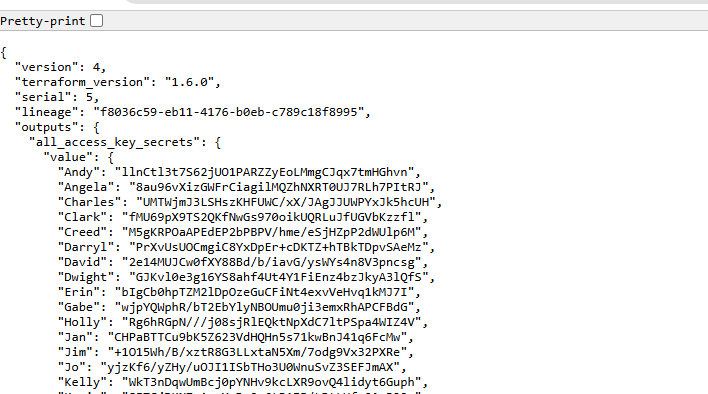 Pretty-print
{
"version": 4,
"terraform_version": "1.6.0",
"serial": 5,
"lineage": "f8036c59-eb11-4176-b0eb-c789c18f8995",
"outputs": {
"all_access_key_secrets": {
"value": {
"Andy": "llnCtl3t7S62jUO1PARZZyEoLMmgCJqx7tmHGhvn",
"Angela": "8au96vXizGWFrCiagilMQZhNXRT0UJ7RLh7PItRJ",
"Charles": "UMTWjmJ3LSHszKHFUWC/xX/JAgJJUWPYxJk5hcUH",
"Clark": "fMU69pX9TS2QKfNwGs970oikUQRLuJfUGVbKzzfl",
"Creed": "M5gKRPOaAPEdEP2bPBPV/hme/eSjHZpP2dWUlp6M",
"Darryl": "PrXvUsUOCmgiC8YxDpEr+cDKTZ+hTBkTDpvSAeMz",
"David": "2e14MUJCw0fXY88Bd/b/iavG/ysWYs4n8V3pncsg",
"Dwight": "GJKvl0e3g16YS8ahf4Ut4Y1FiEnz4bzJkyA3lQfS",
"Erin": "bIgCb0hpTZM2lDpOzeGuCFiNt4exvVeHvq1kMJ7I",
"Gabe": "wjpYQWphR/bT2EbYlyNBOUmu0ji3emxRhAPCFBdG",
"Holly": "Rg6hRGpN///j08sjRlEQktNpXdC7ltPSpa4WIZ4V",
"Jan": "CHPaBTTCu9bK5Z623VdHQHn5s71kwBnJ41q6FcMw",
"Jim": "+1O15Wh/B/xztR8G3LLxtaN5Xm/7odg9Vx32PXRe",
"Jo": "yjzKf6/yZHy/uOJI1ISbTHo3U0WnuSvZ3SEFJmAX",
"Kelly": "WkT3nDqwUmBcj0pYNHv9kcLXR9ovQ4lidyt6Guph",